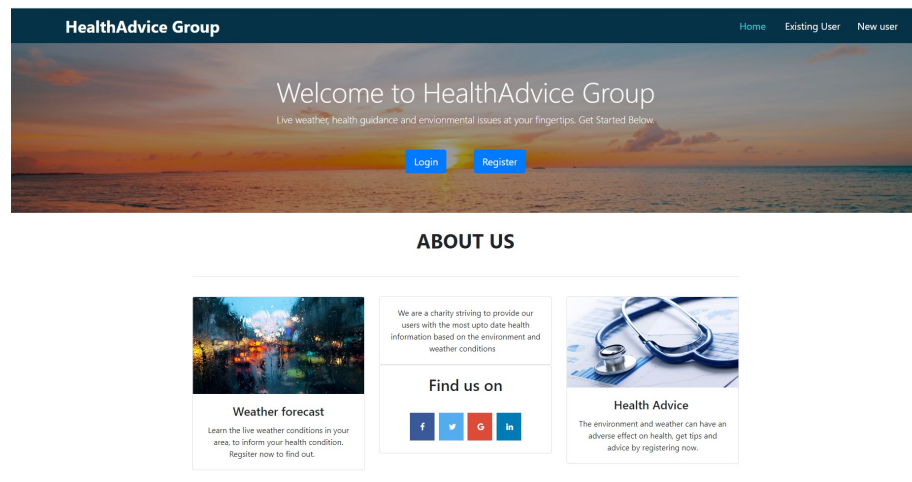 HealthAdvice Group
Home Existing User New user
Welcome to HealthAdvice Group
Live weather, health guidance and envionmental issues at your fingertips. Get Started Below.
Login Register
ABOUT US
Weather forecast
Learn the live weather conditions in your
area, to inform your health condition.
Regsiter now to find out.
We are a charity striving to provide our
users with the most upto date health
information based on the environment and
weather conditions
Find us on
f G in
Health Advice
The environment and weather can have an
adverse effect on health, get tips and
advice by registering now.